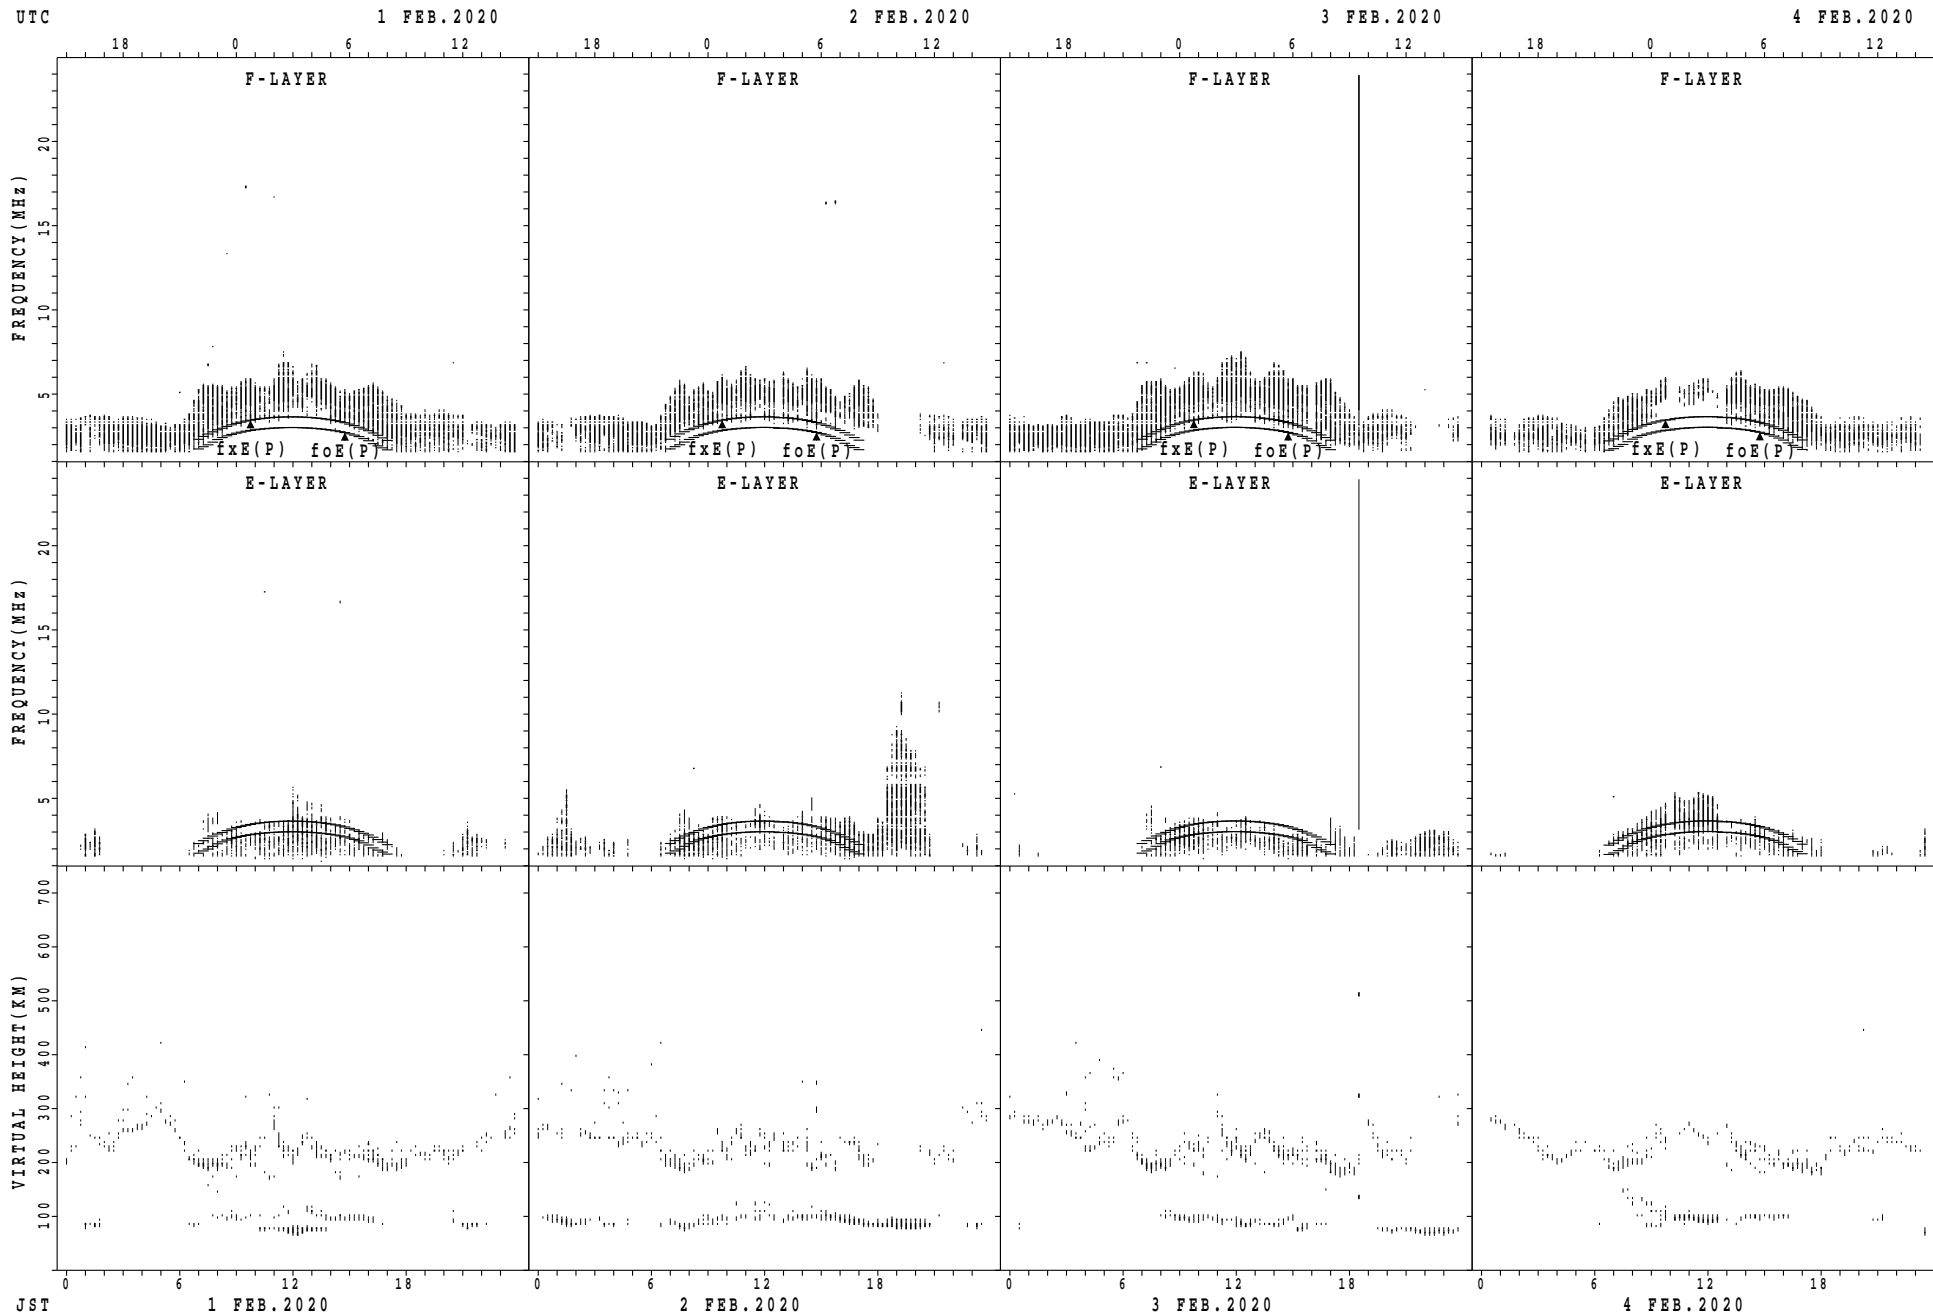 UTC 1 FEB.2020 2 FEB.2020 3 FEB.2020 4 FEB.2020
18 0 6 12 18 0 6 12 18 0 6 12 18 0 6 12
F-LAYER F-LAYER F-LAYER F-LAYER
FREQUENCY(MHz)
20
15
10
5
fxE(P) foE(P) fxE(P) foE(P) fxE(P) foE(P) fxE(P) foE(P)
E-LAYER E-LAYER E-LAYER E-LAYER
FREQUENCY(MHz)
20
15
10
5
VIRTUAL HEIGHT(KM)
700
600
500
400
300
200
100
0 6 12 18 0 6 12 18 0 6 12 18 0 6 12 18
JST 1 FEB.2020 2 FEB.2020 3 FEB.2020 4 FEB.2020